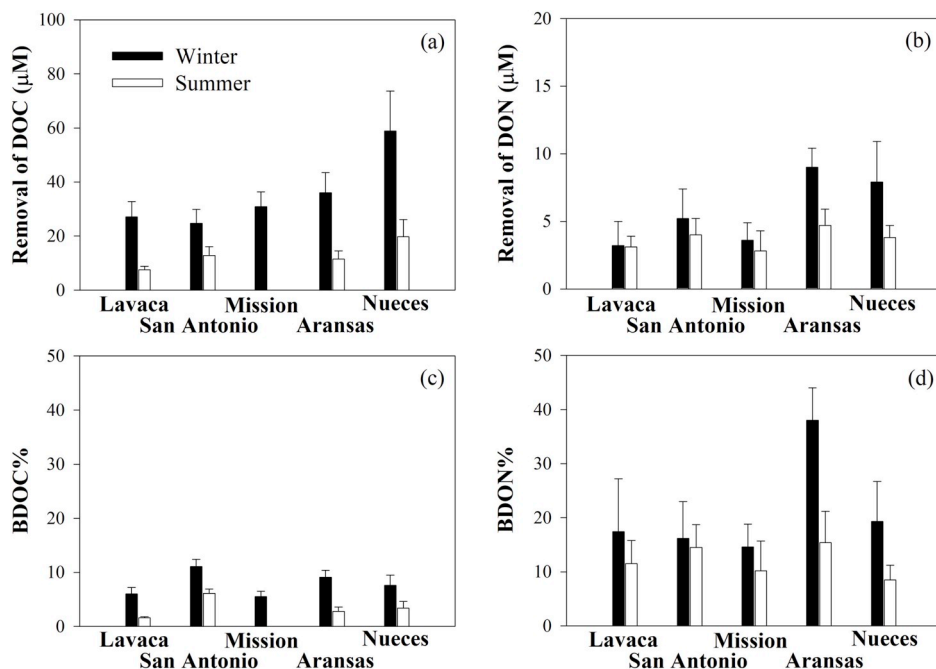 (a)
Winter
Summer
Removal of DOC (μM)
100
80
60
40
20
0
Lavaca Mission Nueces
San Antonio Aransas
(b)
Removal of DON (μM)
20
15
10
5
0
Lavaca Mission Nueces
San Antonio Aransas
(c)
BDOC%
50
40
30
20
10
0
Lavaca Mission Nueces
San Antonio Aransas
(d)
BDON%
50
40
30
20
10
0
Lavaca Mission Nueces
San Antonio Aransas